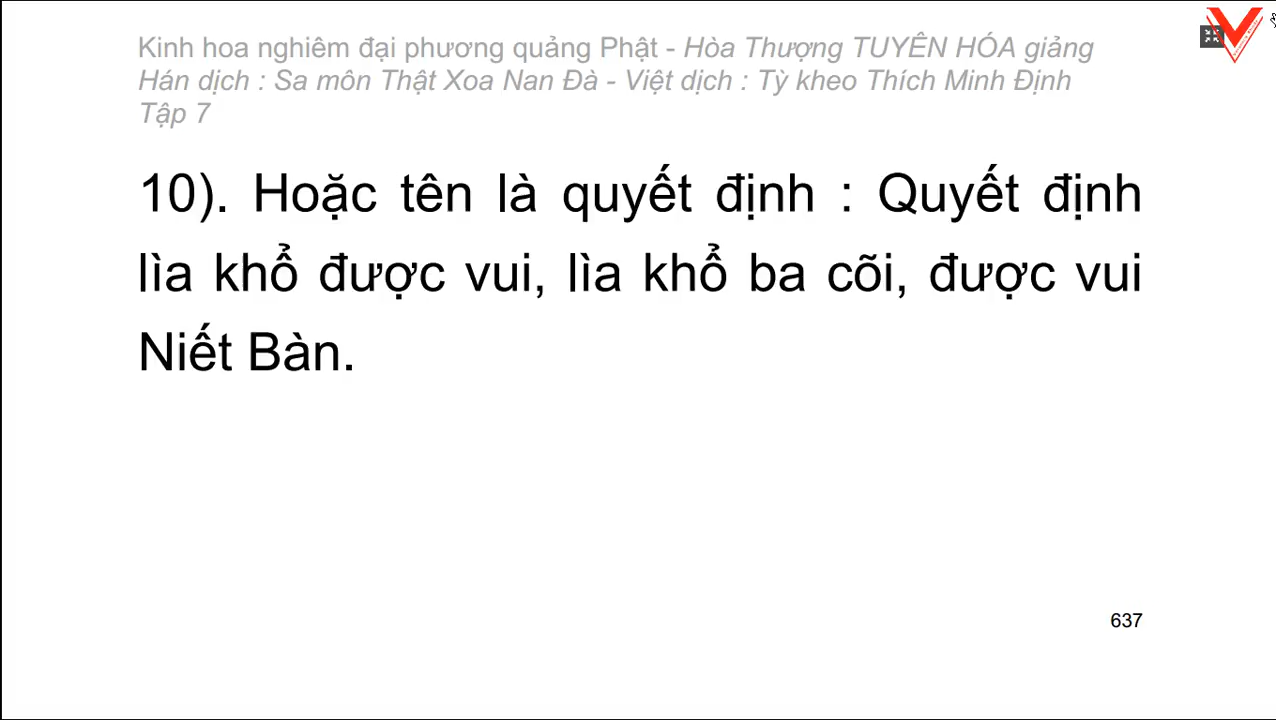 Kinh hoa nghiêm đại phương quảng Phật - Hòa Thượng TUYÊN HÓA giảng
Hán dịch : Sa môn Thật Xoa Nan Đà - Việt dịch : Tỳ kheo Thích Minh Định
Tập 7
10). Hoặc tên là quyết định : Quyết định
lìa khổ được vui, lìa khổ ba cõi, được vui
Niết Bàn.
637